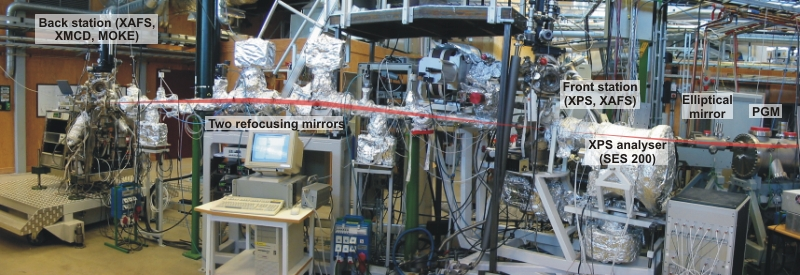 Back station (XAFS,
XMCD, MOKE)
Two refocusing mirrors
Front station
(XPS, XAFS)
XPS analyser
(SES 200)
Elliptical
mirror
PGM